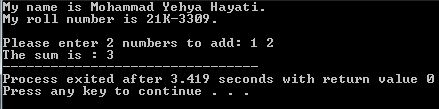 My name is Mohammad Yehya Hayati.
My roll number is 21K-3309.
Please enter 2 numbers to add: 1 2
The sum is : 3
--------------------------------
Process exited after 3.419 seconds with return value 0
Press any key to continue . . .